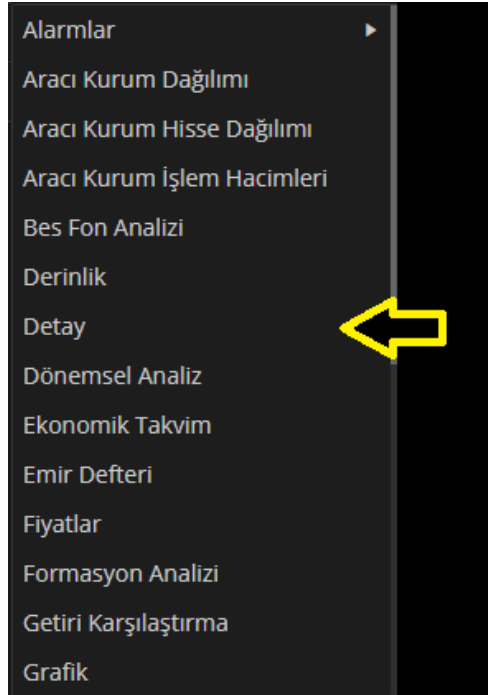 Alarmlar
Aracı Kurum Dağılımı
Aracı Kurum Hisse Dağılımı
Aracı Kurum İşlem Hacimleri
Bes Fon Analizi
Derinlik
Detay
Dönemsel Analiz
Ekonomik Takvim
Emir Defteri
Fiyatlar
Formasyon Analizi
Getiri Karşılaştırma
Grafik